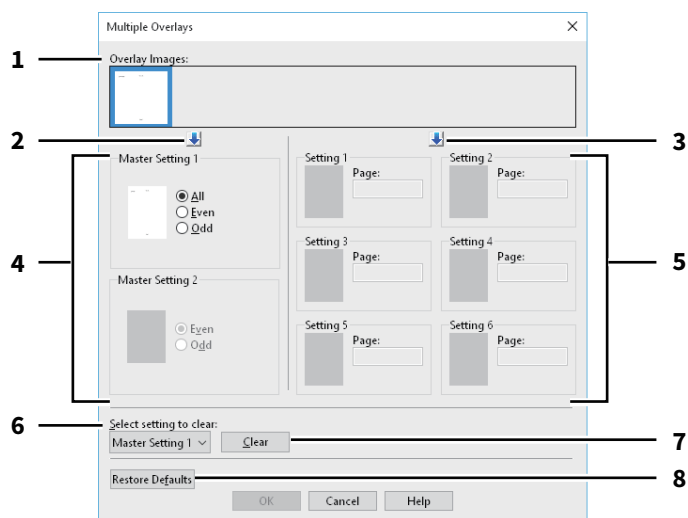 Multiple Overlays
1
Overlay Images:
2
3
Master Setting 1
All
Even
Odd
Setting 1
Page:
Setting 2
Page:
4
5
Setting 3
Page:
Setting 4
Page:
Master Setting 2
Even
Odd
Setting 5
Page:
Setting 6
Page:
6
Select setting to clear:
Master Setting 1
Clear
7
8
Restore Defaults
OK
Cancel
Help